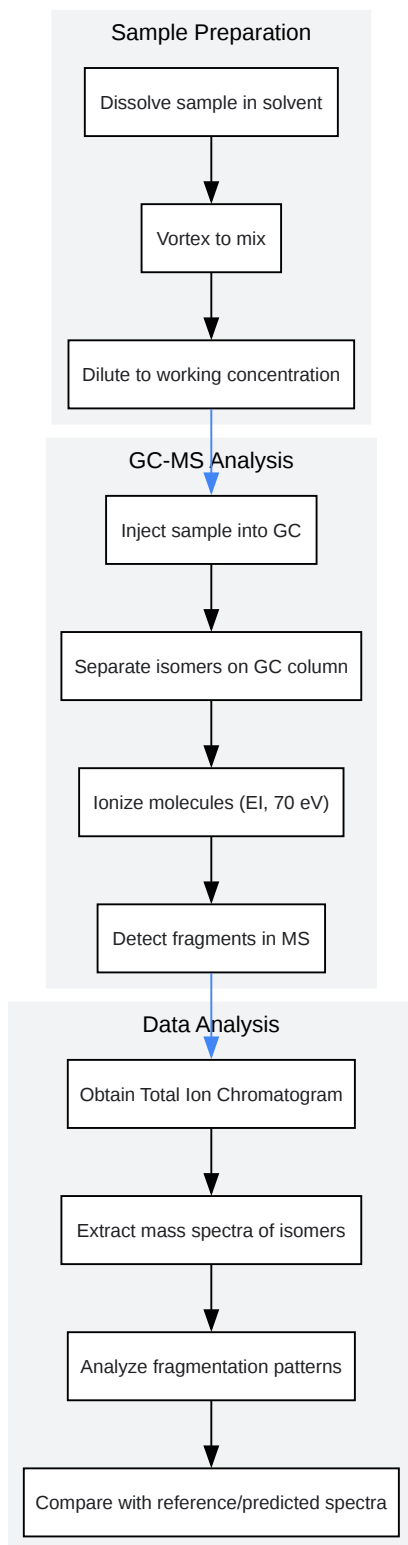 Sample Preparation
Dissolve sample in solvent
Vortex to mix
Dilute to working concentration
GC-MS Analysis
Inject sample into GC
Separate isomers on GC column
Ionize molecules (EI, 70 eV)
Detect fragments in MS
Data Analysis
Obtain Total Ion Chromatogram
Extract mass spectra of isomers
Analyze fragmentation patterns
Compare with reference/predicted spectra